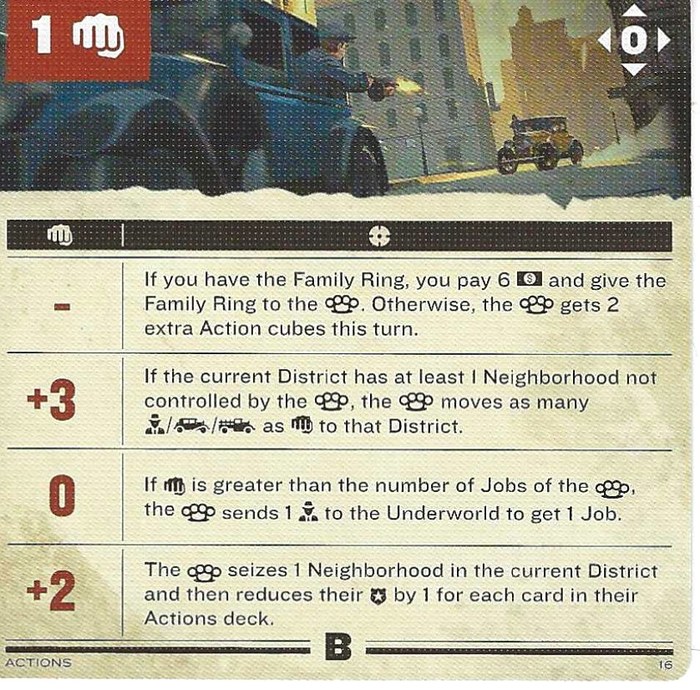 1
0
-
If you have the Family Ring, you pay 6 and give the
Family Ring to the . Otherwise, the gets 2
extra Action cubes this turn.
+3
If the current District has at least 1 Neighborhood not
controlled by the , the moves as many
/ / as to that District.
0
If is greater than the number of Jobs of the ,
the sends 1 to the Underworld to get 1 Job.
+2
The seizes 1 Neighborhood in the current District
and then reduces their by 1 for each card in their
Actions deck.
B
ACTIONS
16